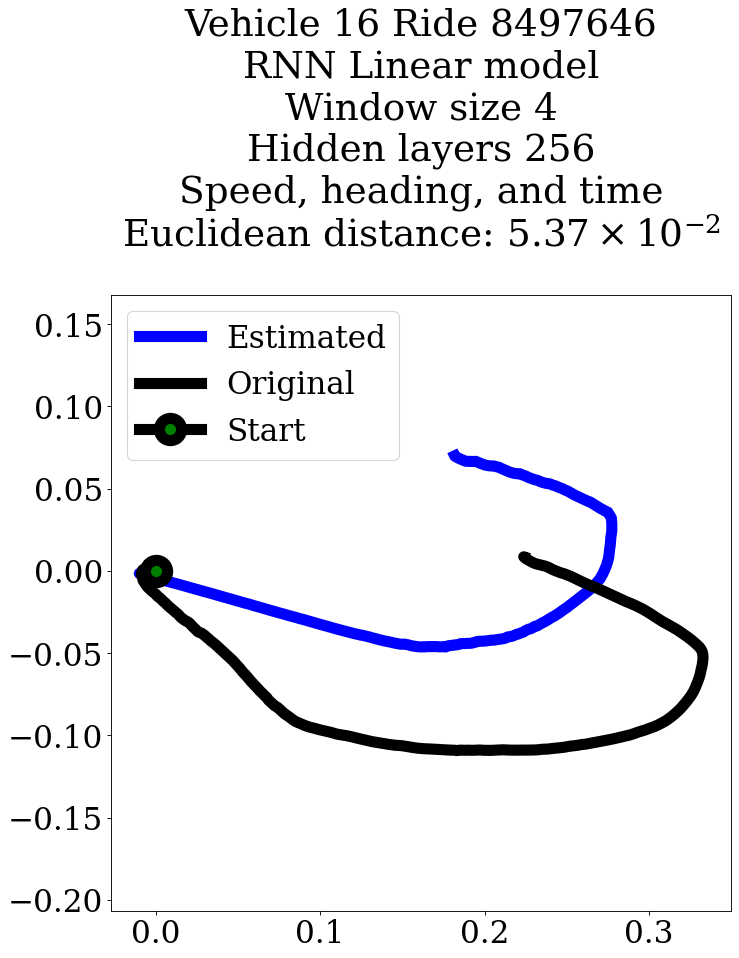 Vehicle 16 Ride 8497646
RNN Linear model
Window size 4
Hidden layers 256
Speed, heading, and time
Euclidean distance: 5.37 × 10⁻²
Estimated
Original
Start
0.15
0.10
0.05
0.00
−0.05
−0.10
−0.15
−0.20
0.0 0.1 0.2 0.3